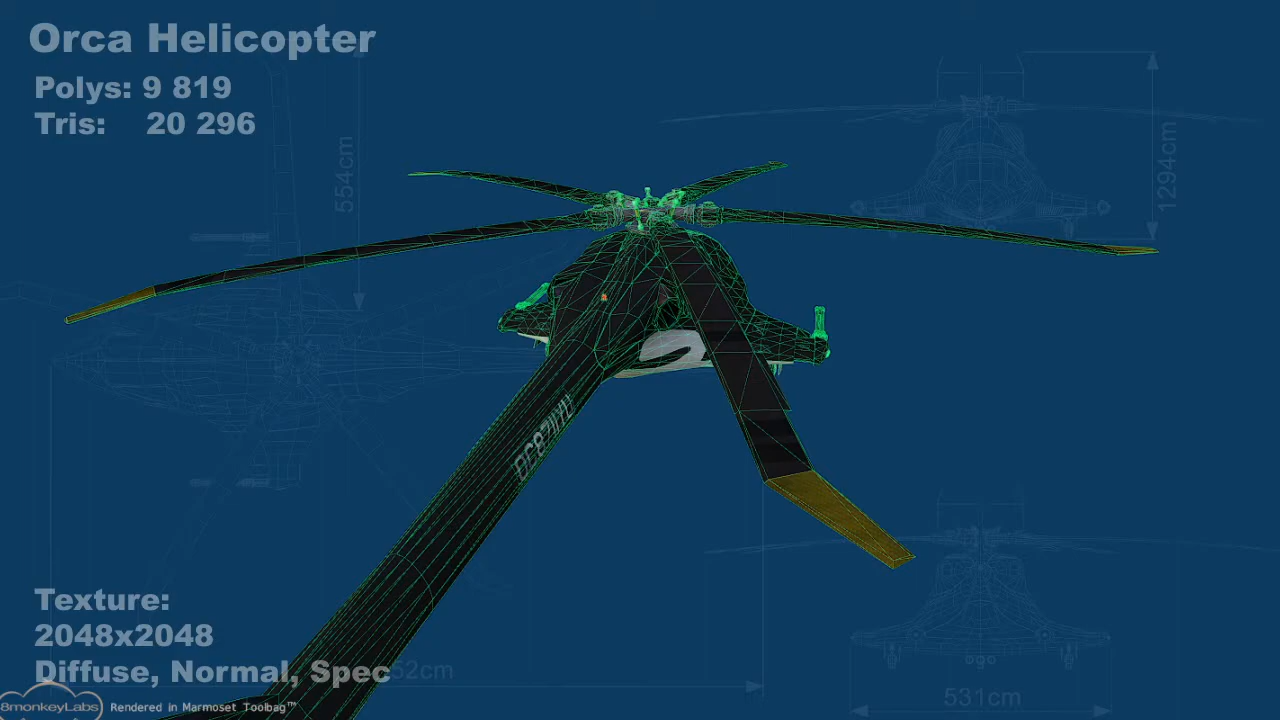 Orca Helicopter
Polys: 9 819
Tris: 20 296
554cm
1294cm
Texture:
2048x2048
Diffuse, Normal, Spec
52cm
531cm
8monkeyLabs
Rendered in Marmoset Toolbag™